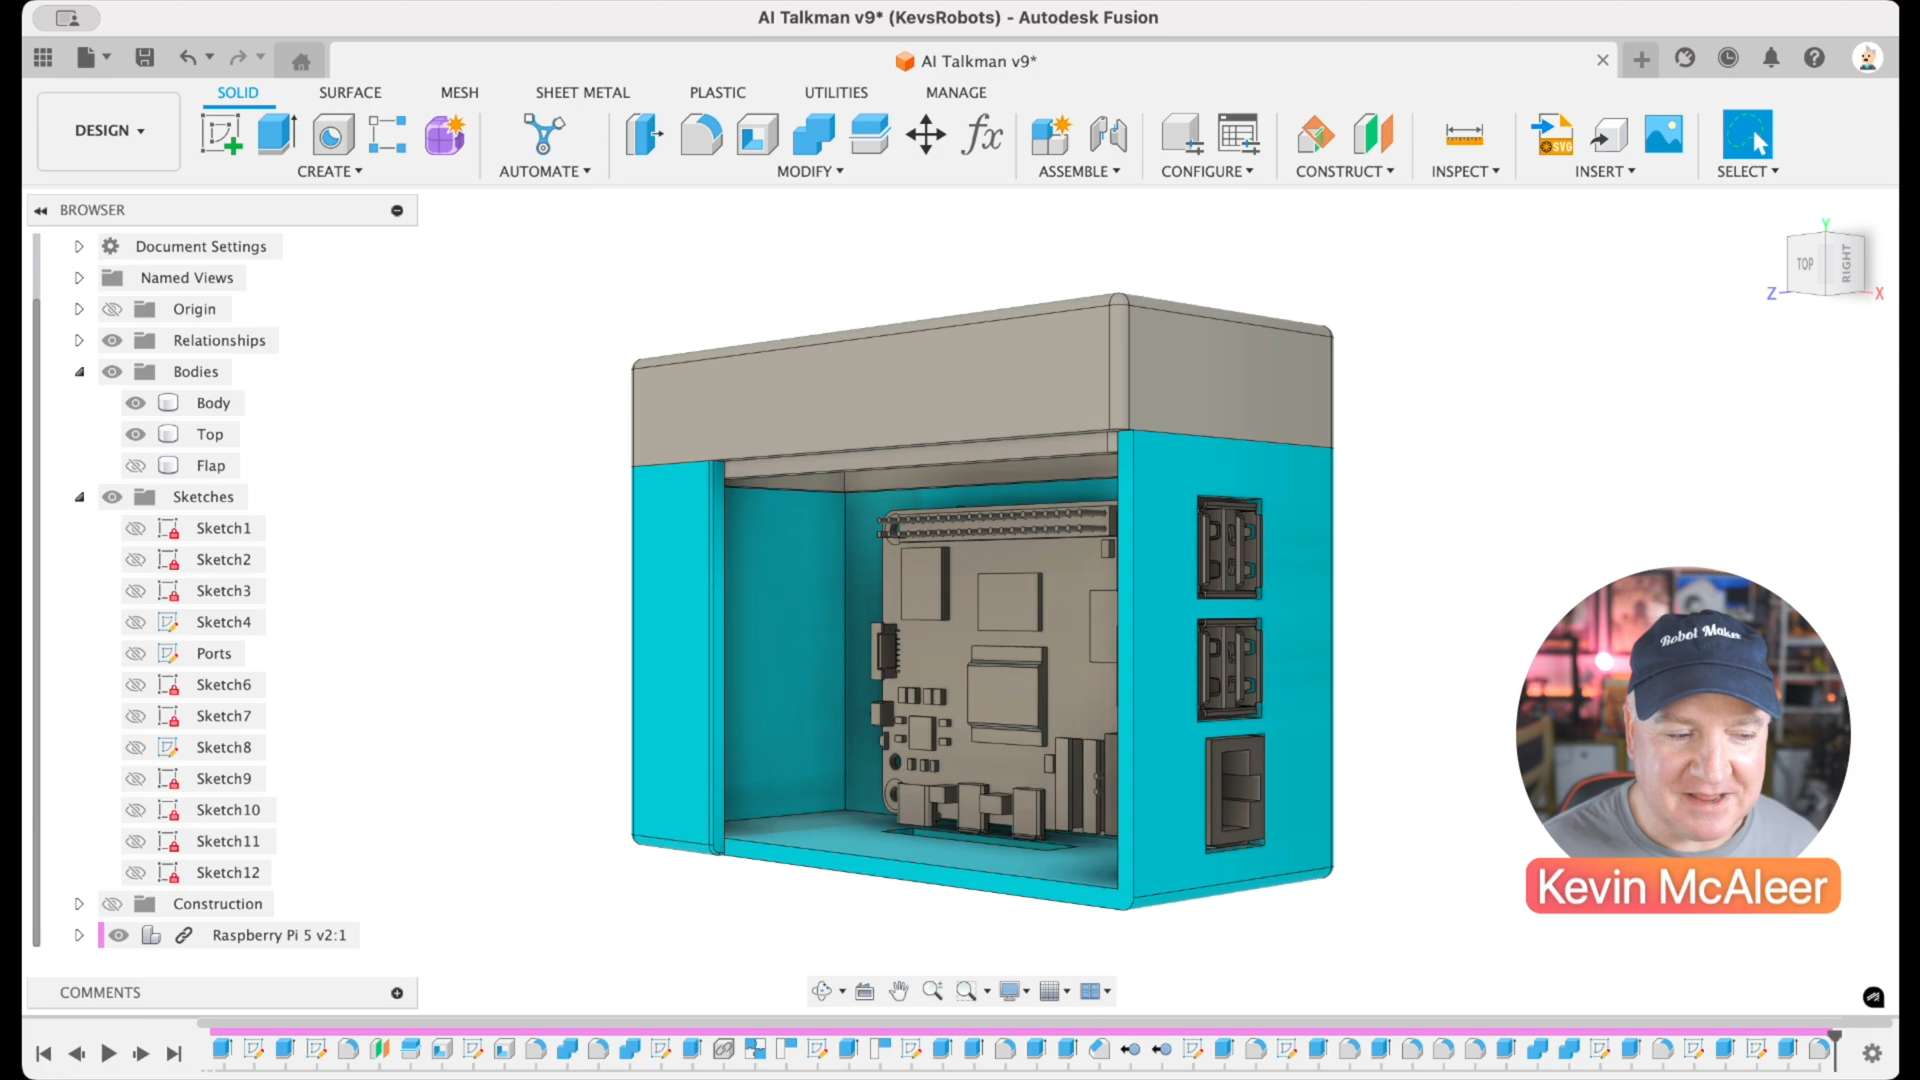 AI Talkman v9* (KevsRobots) - Autodesk Fusion
AI Talkman v9*
SOLID
SURFACE
MESH
SHEET METAL
PLASTIC
UTILITIES
MANAGE
DESIGN
CREATE
AUTOMATE
MODIFY
fx
ASSEMBLE
CONFIGURE
CONSTRUCT
INSPECT
SVG
INSERT
SELECT
BROWSER
Document Settings
Named Views
Origin
Relationships
Bodies
Body
Top
Flap
Sketches
Sketch1
Sketch2
Sketch3
Sketch4
Ports
Sketch6
Sketch7
Sketch8
Sketch9
Sketch10
Sketch11
Sketch12
Construction
Raspberry Pi 5 v2:1
COMMENTS
Y
TOP
RIGHT
Z
X
Robot Maker
Kevin McAleer